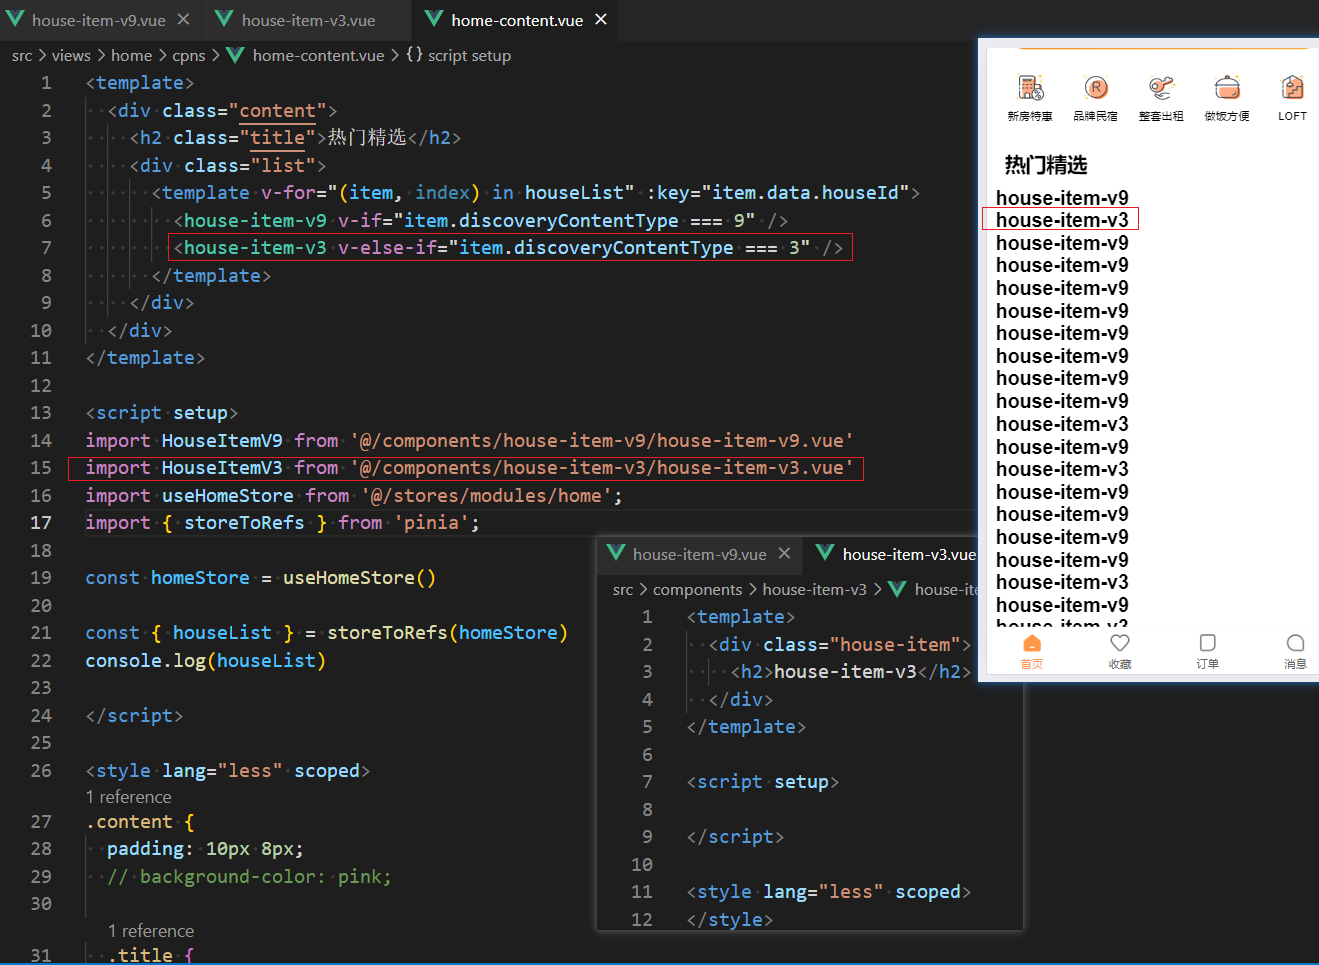 house-item-v9.vue
house-item-v3.vue
home-content.vue
src > views > home > cpns > home-content.vue > {} script setup
1 <template>
2 <div class="content">
3 <h2 class="title">热门精选</h2>
4 <div class="list">
5 <template v-for="(item, index) in houseList" :key="item.data.houseId">
6 <house-item-v9 v-if="item.discoveryContentType === 9" />
7 <house-item-v3 v-else-if="item.discoveryContentType === 3" />
8 </template>
9 </div>
10 </div>
11 </template>
12
13 <script setup>
14 import HouseItemV9 from '@/components/house-item-v9/house-item-v9.vue'
15 import HouseItemV3 from '@/components/house-item-v3/house-item-v3.vue'
16 import useHomeStore from '@/stores/modules/home';
17 import { storeToRefs } from 'pinia';
18
19 const homeStore = useHomeStore()
20
21 const { houseList } = storeToRefs(homeStore)
22 console.log(houseList)
23
24 </script>
25
26 <style lang="less" scoped>
1 reference
27 .content {
28 padding: 10px 8px;
29 // background-color: pink;
30
1 reference
31 .title {
house-item-v9.vue
house-item-v3.vue
src > components > house-item-v3 > house-ite
1 <template>
2 <div class="house-item">
3 <h2>house-item-v3</h2>
4 </div>
5 </template>
6
7 <script setup>
8
9 </script>
10
11 <style lang="less" scoped>
12 </style>
新房特惠
品牌民宿
整套出租
做饭方便
LOFT
热门精选
house-item-v9
house-item-v3
house-item-v9
house-item-v9
house-item-v9
house-item-v9
house-item-v9
house-item-v9
house-item-v9
house-item-v9
house-item-v3
house-item-v9
house-item-v3
house-item-v9
house-item-v9
house-item-v9
house-item-v9
house-item-v3
house-item-v9
house-item-v3
首页
收藏
订单
消息